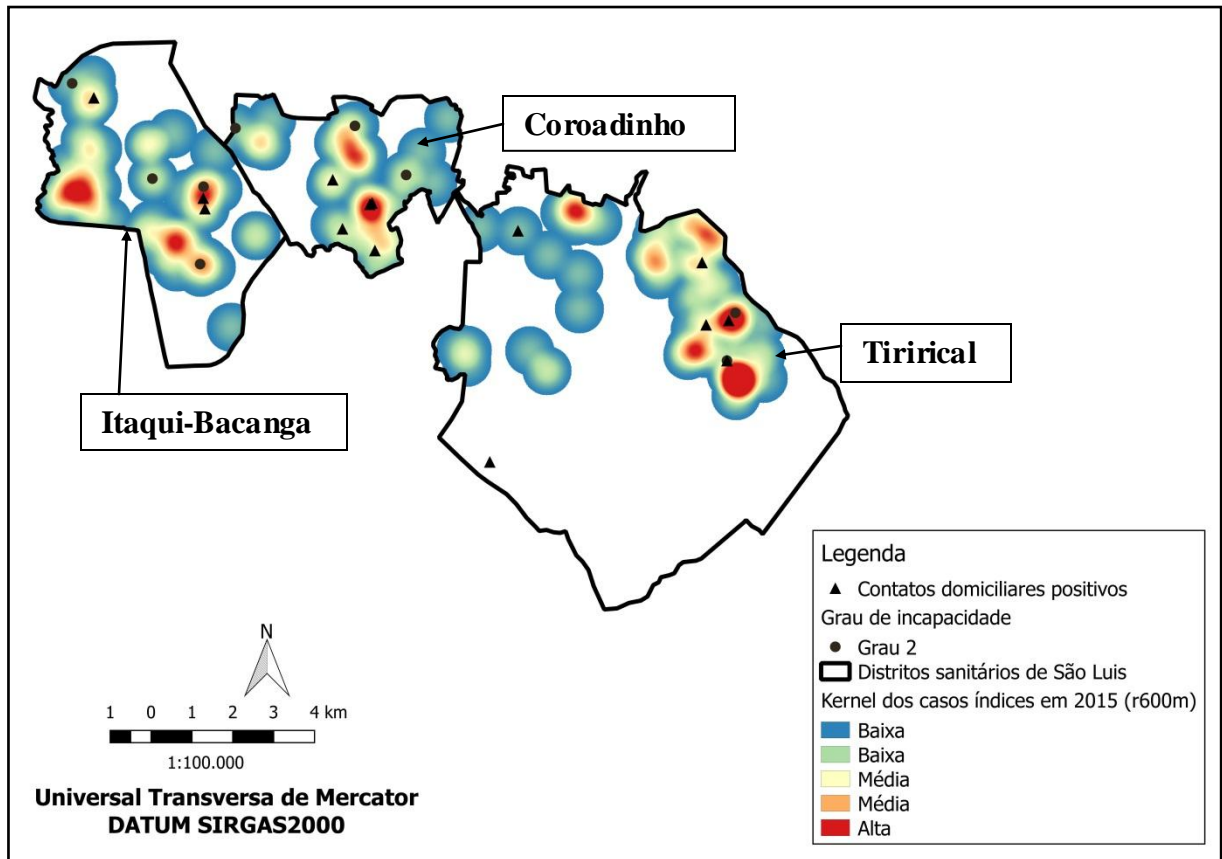 Coroadinho
Tirirical
Itaqui-Bacanga
Legenda
Contatos domiciliares positivos
Grau de incapacidade
Grau 2
Distritos sanitários de São Luis
Kernel dos casos índices em 2015 (r600m)
Baixa
Baixa
Média
Média
Alta
N
1 0 1 2 3 4 km
1:100.000
Universal Transversa de Mercator
DATUM SIRGAS2000